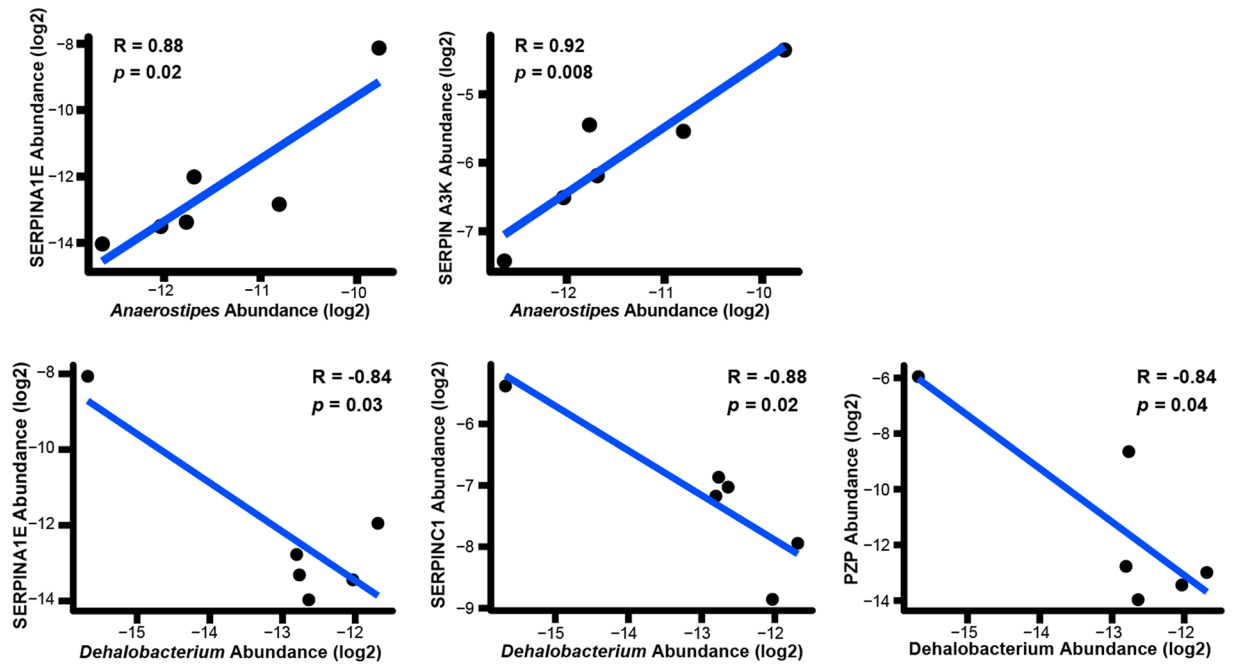 SERPINA1E Abundance (log2)
R = 0.88
p = 0.02
−8
−10
−12
−14
−12
−11
−10
Anaerostipes Abundance (log2)
SERPIN A3K Abundance (log2)
R = 0.92
p = 0.008
−5
−6
−7
−12
−11
−10
Anaerostipes Abundance (log2)
SERPINA1E Abundance (log2)
R = -0.84
p = 0.03
−8
−10
−12
−14
−15
−14
−13
−12
Dehalobacterium Abundance (log2)
SERPINC1 Abundance (log2)
R = -0.88
p = 0.02
−6
−7
−8
−9
−15
−14
−13
−12
Dehalobacterium Abundance (log2)
PZP Abundance (log2)
R = -0.84
p = 0.04
−6
−8
−10
−12
−14
−15
−14
−13
−12
Dehalobacterium Abundance (log2)